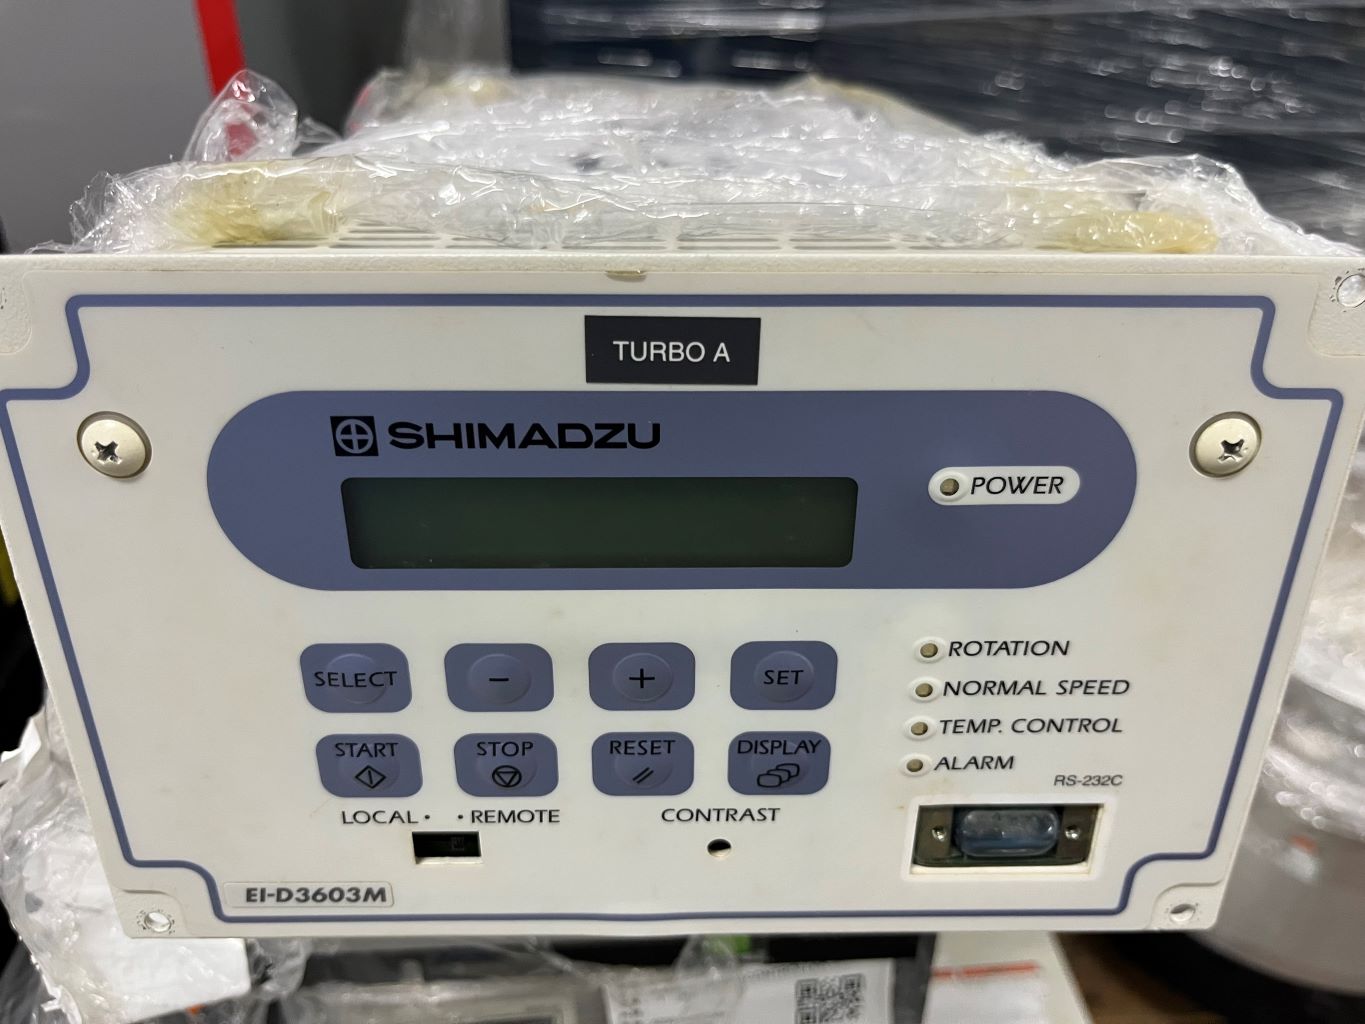 TURBO A
SHIMADZU
POWER
SELECT - + SET
START STOP RESET DISPLAY
LOCAL • • REMOTE
CONTRAST
ROTATION
NORMAL SPEED
TEMP. CONTROL
ALARM
RS-232C
EI-D3603M